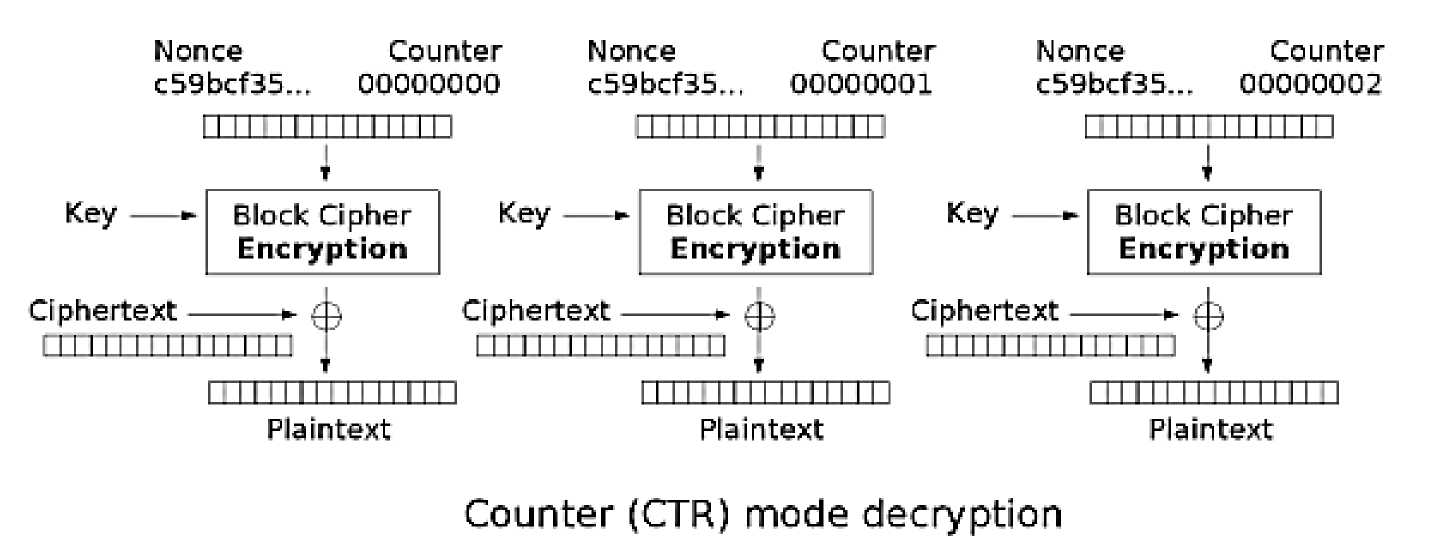 Nonce Counter Nonce Counter Nonce Counter
c59bcf35... 00000000 c59bcf35... 00000001 c59bcf35... 00000002
Key Block Cipher Key Block Cipher Key Block Cipher
Encryption Encryption Encryption
Ciphertext Ciphertext Ciphertext
Plaintext Plaintext Plaintext
Counter (CTR) mode decryption